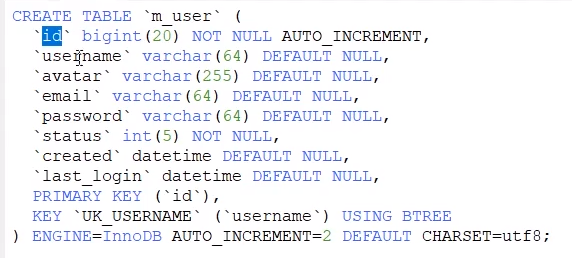 CREATE TABLE `m_user` (
`id` bigint(20) NOT NULL AUTO_INCREMENT,
`username` varchar(64) DEFAULT NULL,
`avatar` varchar(255) DEFAULT NULL,
`email` varchar(64) DEFAULT NULL,
`password` varchar(64) DEFAULT NULL,
`status` int(5) NOT NULL,
`created` datetime DEFAULT NULL,
`last_login` datetime DEFAULT NULL,
PRIMARY KEY (`id`),
KEY `UK_USERNAME` (`username`) USING BTREE
) ENGINE=InnoDB AUTO_INCREMENT=2 DEFAULT CHARSET=utf8;